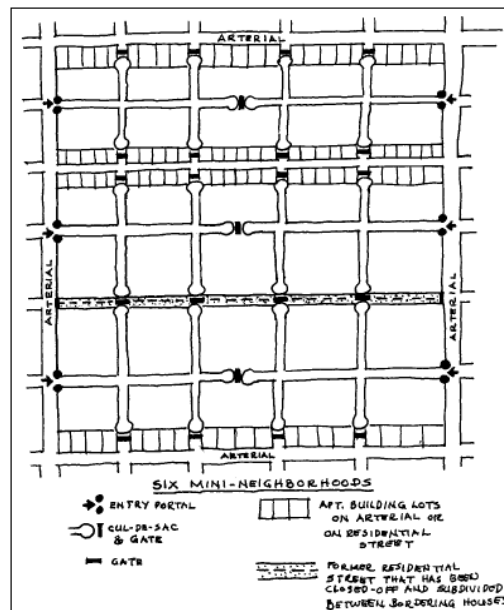 ARTERIAL
ARTERIAL
ARTERIAL
ARTERIAL
SIX MINI-NEIGHBORHOODS
ENTRY PORTAL
CUL-DE-SAC
& GATE
GATE
APT. BUILDING LOTS
ON ARTERIAL OR
ON RESIDENTIAL
STREET
FORMER RESIDENTIAL
STREET THAT HAS BEEN
CLOSED-OFF AND SUBDIVIDED
BETWEEN BORDERING HOUSES